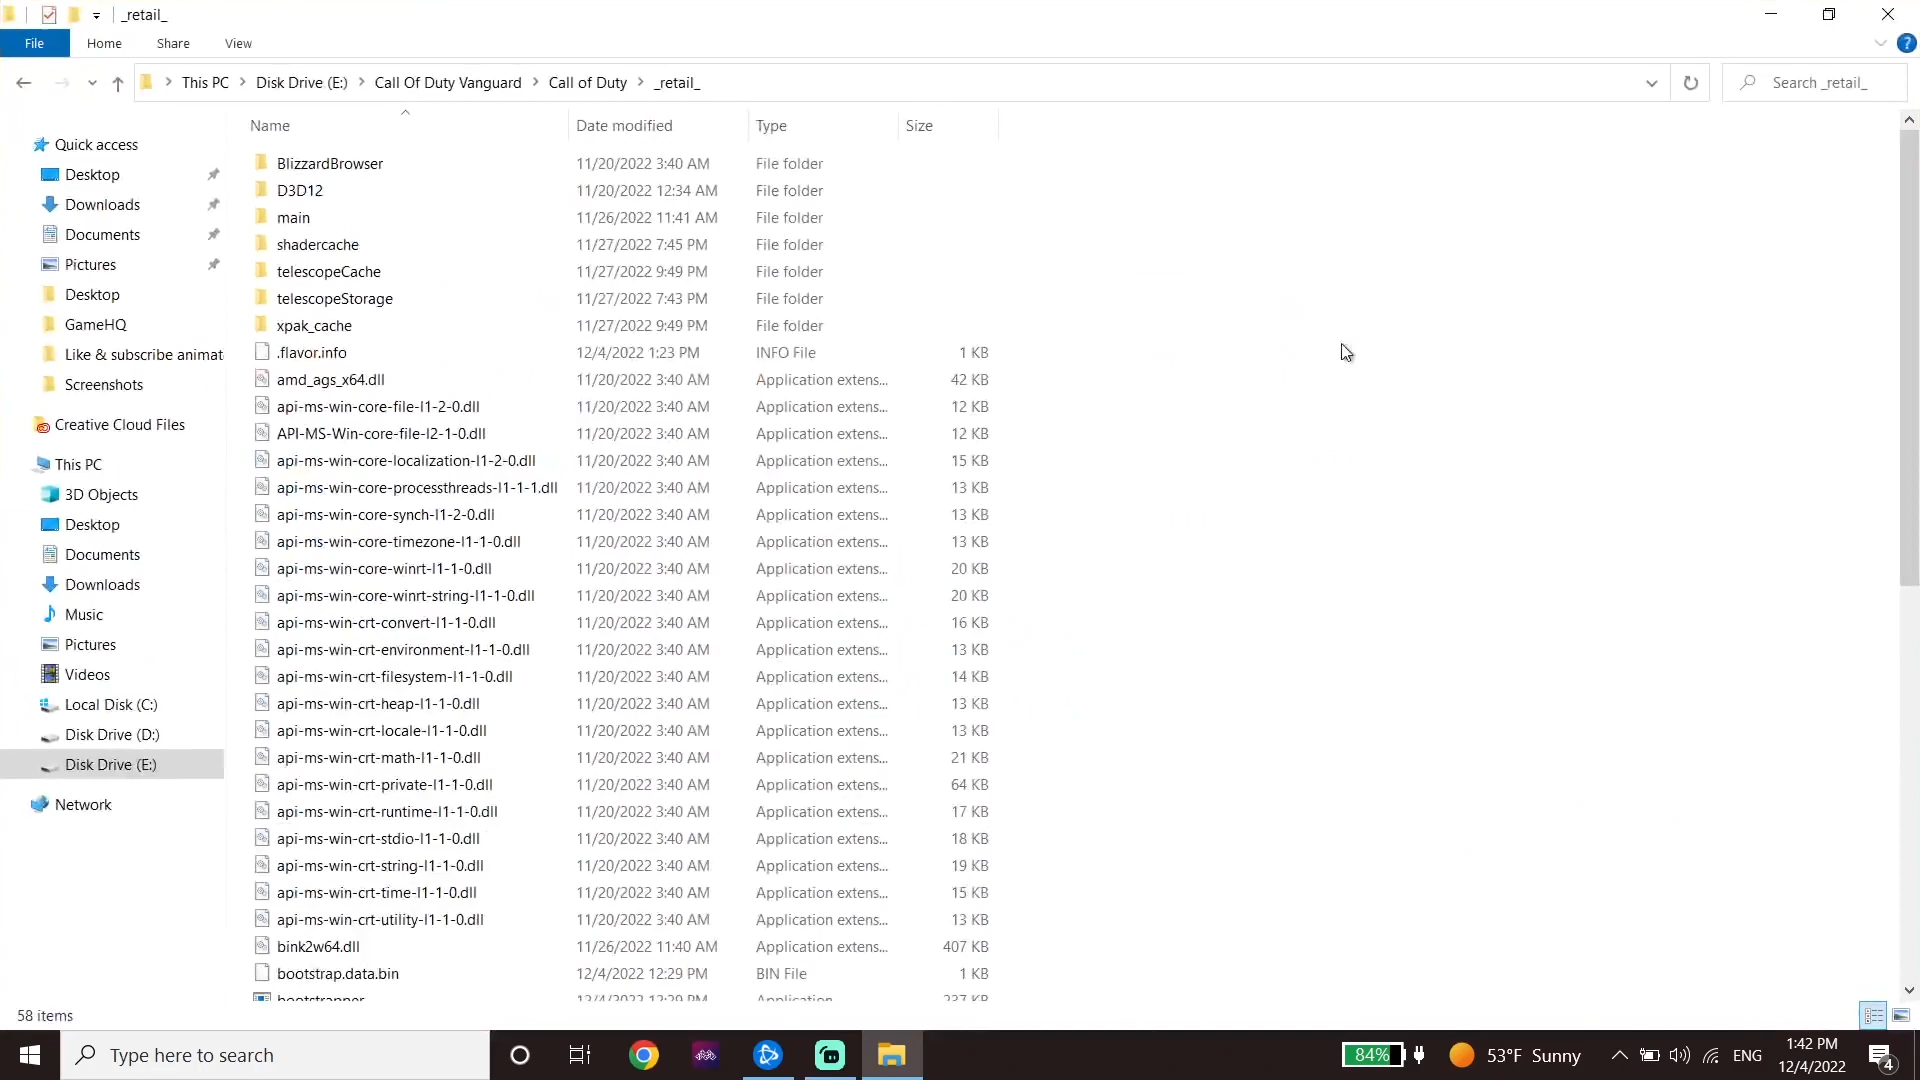 _retail_
File Home Share View
This PC Disk Drive (E:) Call Of Duty Vanguard Call of Duty _retail_ Search _retail_
Name Date modified Type Size
Quick access
Desktop
Downloads
Documents
Pictures
Desktop
GameHQ
Like & subscribe animat
Screenshots
Creative Cloud Files
This PC
3D Objects
Desktop
Documents
Downloads
Music
Pictures
Videos
Local Disk (C:)
Disk Drive (D:)
Disk Drive (E:)
Network
BlizzardBrowser 11/20/2022 3:40 AM File folder
D3D12 11/20/2022 12:34 AM File folder
main 11/26/2022 11:41 AM File folder
shadercache 11/27/2022 7:45 PM File folder
telescopeCache 11/27/2022 9:49 PM File folder
telescopeStorage 11/27/2022 7:43 PM File folder
xpak_cache 11/27/2022 9:49 PM File folder
.flavor.info 12/4/2022 1:23 PM INFO File 1 KB
amd_ags_x64.dll 11/20/2022 3:40 AM Application extens... 42 KB
api-ms-win-core-file-l1-2-0.dll 11/20/2022 3:40 AM Application extens... 12 KB
API-MS-Win-core-file-l2-1-0.dll 11/20/2022 3:40 AM Application extens... 12 KB
api-ms-win-core-localization-l1-2-0.dll 11/20/2022 3:40 AM Application extens... 15 KB
api-ms-win-core-processthreads-l1-1-1.dll 11/20/2022 3:40 AM Application extens... 13 KB
api-ms-win-core-synch-l1-2-0.dll 11/20/2022 3:40 AM Application extens... 13 KB
api-ms-win-core-timezone-l1-1-0.dll 11/20/2022 3:40 AM Application extens... 13 KB
api-ms-win-core-winrt-l1-1-0.dll 11/20/2022 3:40 AM Application extens... 20 KB
api-ms-win-core-winrt-string-l1-1-0.dll 11/20/2022 3:40 AM Application extens... 20 KB
api-ms-win-crt-convert-l1-1-0.dll 11/20/2022 3:40 AM Application extens... 16 KB
api-ms-win-crt-environment-l1-1-0.dll 11/20/2022 3:40 AM Application extens... 13 KB
api-ms-win-crt-filesystem-l1-1-0.dll 11/20/2022 3:40 AM Application extens... 14 KB
api-ms-win-crt-heap-l1-1-0.dll 11/20/2022 3:40 AM Application extens... 13 KB
api-ms-win-crt-locale-l1-1-0.dll 11/20/2022 3:40 AM Application extens... 13 KB
api-ms-win-crt-math-l1-1-0.dll 11/20/2022 3:40 AM Application extens... 21 KB
api-ms-win-crt-private-l1-1-0.dll 11/20/2022 3:40 AM Application extens... 64 KB
api-ms-win-crt-runtime-l1-1-0.dll 11/20/2022 3:40 AM Application extens... 17 KB
api-ms-win-crt-stdio-l1-1-0.dll 11/20/2022 3:40 AM Application extens... 18 KB
api-ms-win-crt-string-l1-1-0.dll 11/20/2022 3:40 AM Application extens... 19 KB
api-ms-win-crt-time-l1-1-0.dll 11/20/2022 3:40 AM Application extens... 15 KB
api-ms-win-crt-utility-l1-1-0.dll 11/20/2022 3:40 AM Application extens... 13 KB
bink2w64.dll 11/26/2022 11:40 AM Application extens... 407 KB
bootstrap.data.bin 12/4/2022 12:29 PM BIN File 1 KB
bootstrapper 12/4/2022 12:29 PM Application 237 KB
58 items
Type here to search
84% 53°F Sunny ENG 1:42 PM
12/4/2022 4